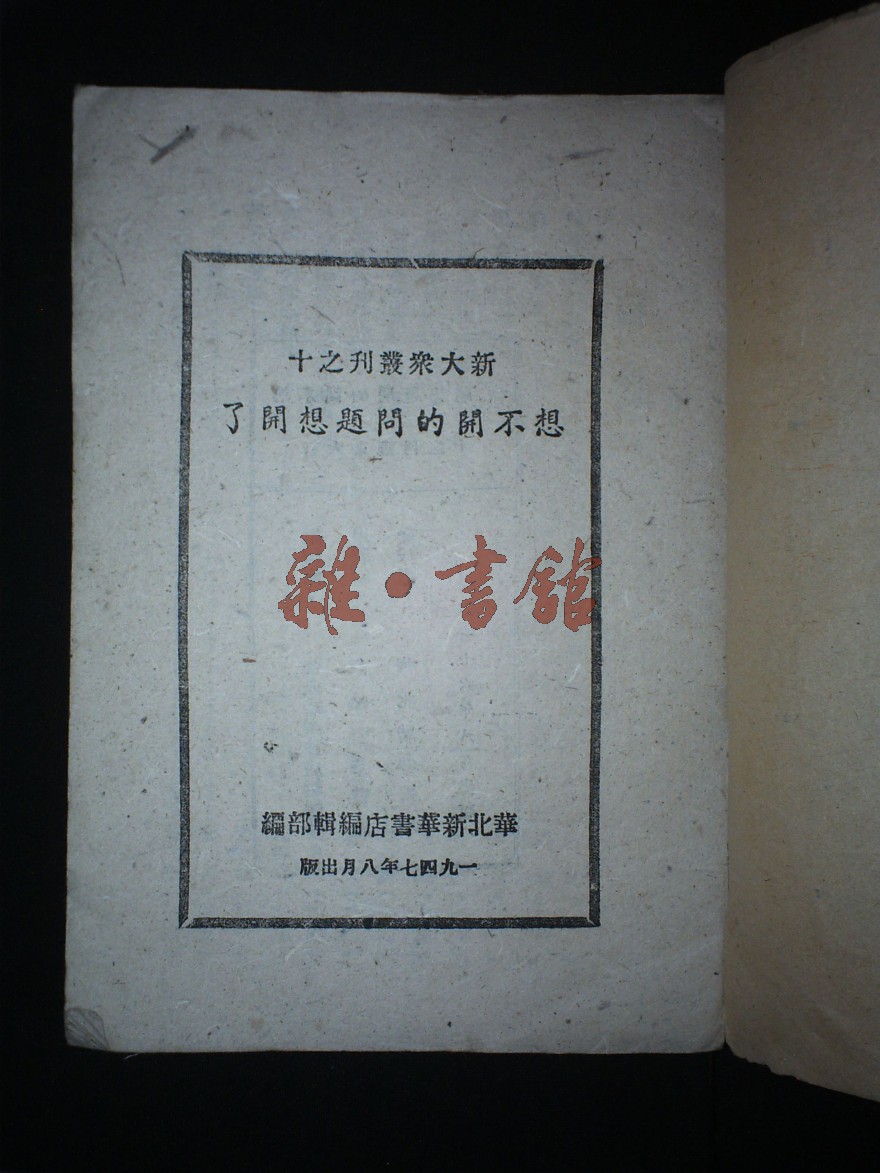 新大衆叢刊之十
想不開的問題想開了
雜·書館
華北新華書店編輯部編
一九四七年八月出版